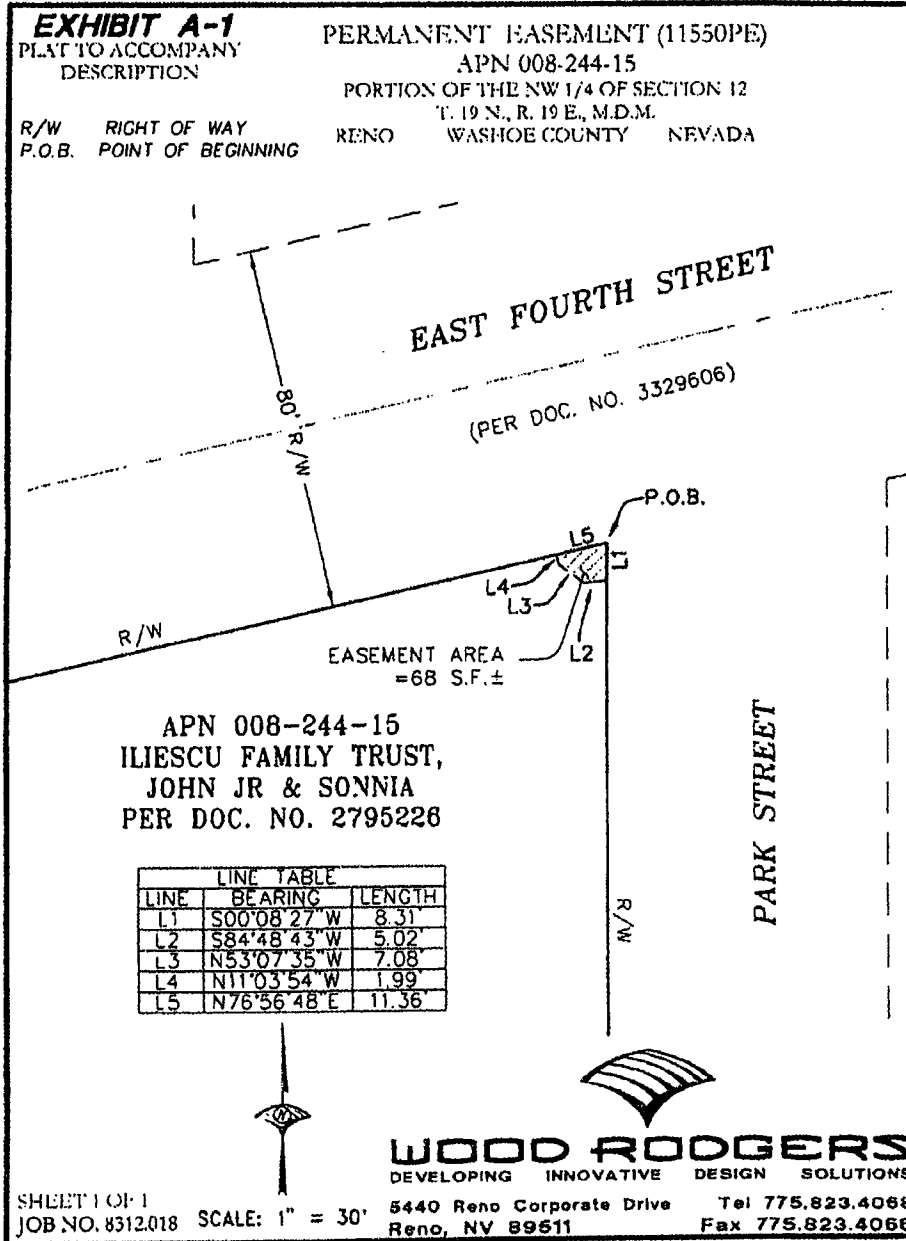 EXHIBIT A-1
PLAT TO ACCOMPANY
DESCRIPTION
R/W RIGHT OF WAY
P.O.B. POINT OF BEGINNING
PERMANENT EASEMENT (11550PE)
APN 008-244-15
PORTION OF THE NW 1/4 OF SECTION 12
T. 19 N., R. 19 E., M.D.M.
RENO WASHOE COUNTY NEVADA
EAST FOURTH STREET
(PER DOC. NO. 3329606)
80' R/W
P.O.B.
L5
L1
L4
L3
L2
R/W
EASEMENT AREA
=68 S.F.±
APN 008-244-15
ILIESCU FAMILY TRUST,
JOHN JR & SONNIA
PER DOC. NO. 2795226
PARK STREET
R/W
LINE TABLE
LINE BEARING LENGTH
L1 S00°08'27"W 8.31'
L2 S84°48'43"W 5.02'
L3 N53°07'35"W 7.08'
L4 N11°03'54"W 1.99'
L5 N76°56'48"E 11.36'
N
WOOD RODGERS
DEVELOPING INNOVATIVE DESIGN SOLUTIONS
5440 Reno Corporate Drive Tel 775.823.4068
Reno, NV 89511 Fax 775.823.4066
SHEET 1 OF 1
JOB NO. 8312.018 SCALE: 1" = 30'